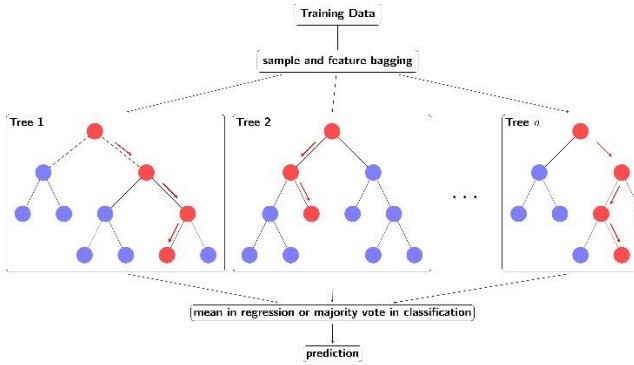 Training Data
sample and feature bagging
Tree 1
Tree 2
Tree n
...
mean in regression or majority vote in classification
prediction